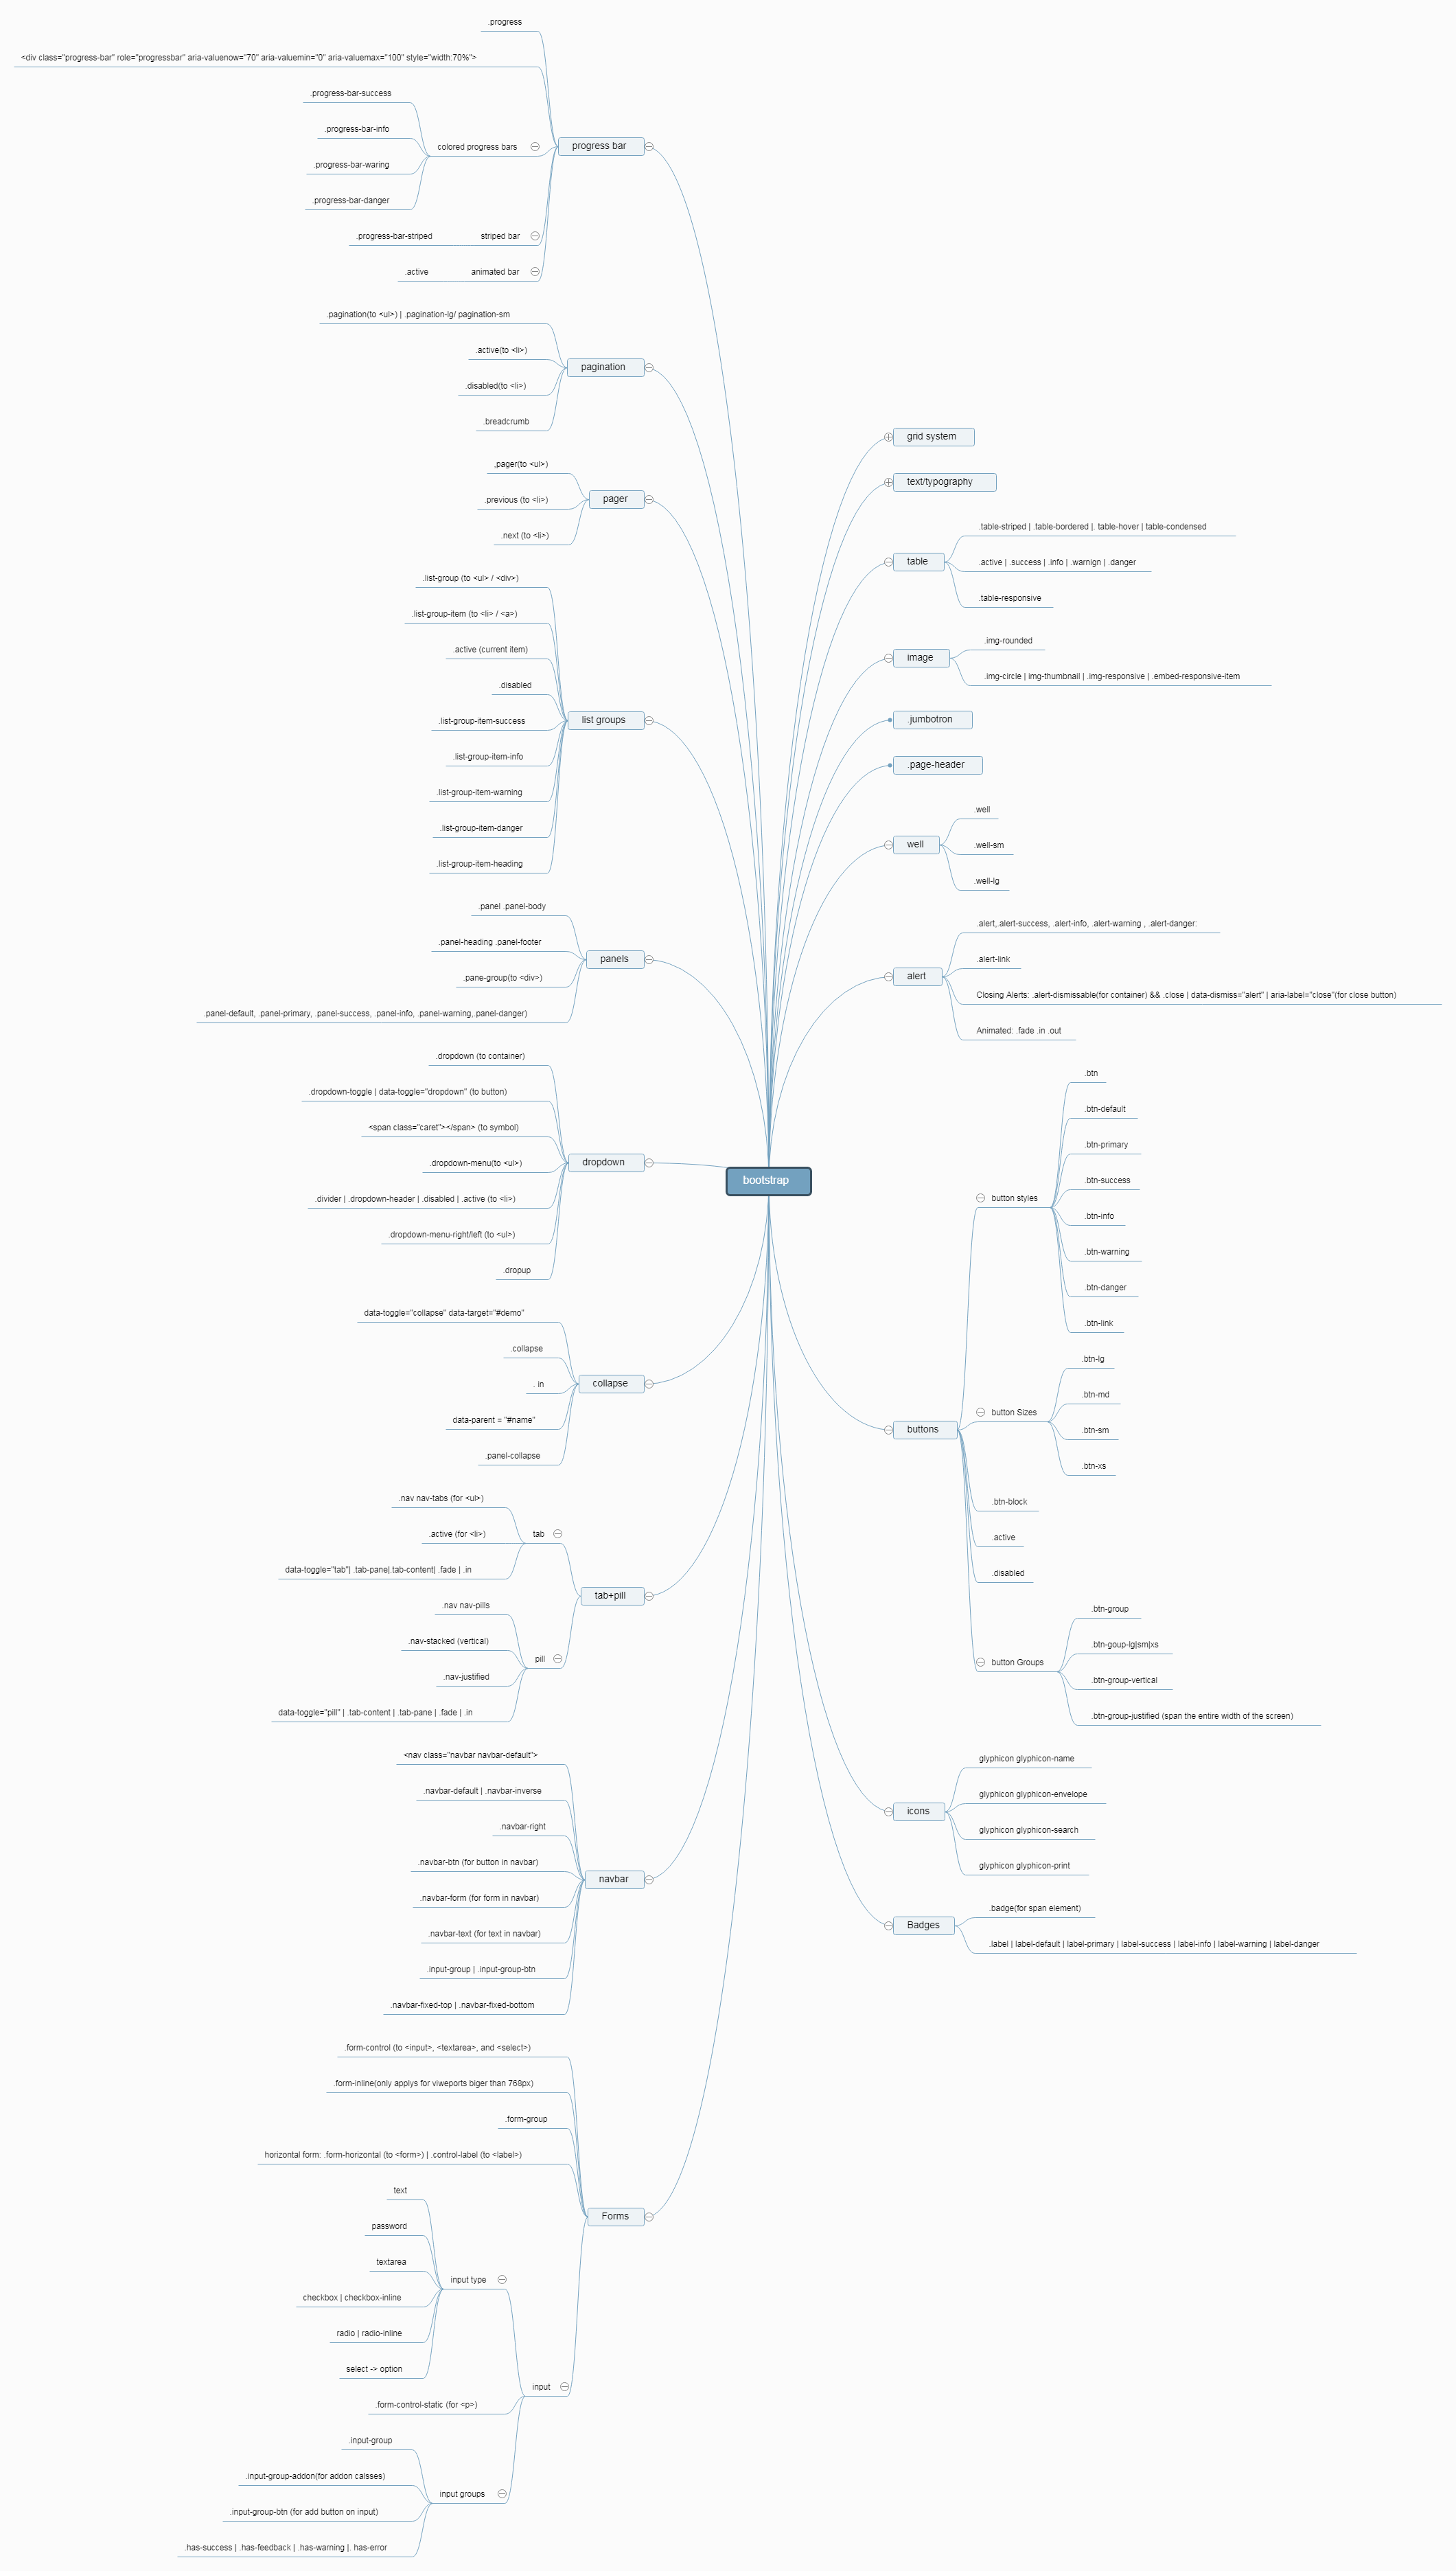 .progress
<div class="progress-bar" role="progressbar" aria-valuenow="70" aria-valuemin="0" aria-valuemax="100" style="width:70%">
.progress-bar-success
.progress-bar-info
colored progress bars
progress bar
.progress-bar-waring
.progress-bar-danger
.progress-bar-striped
striped bar
.active
animated bar
.pagination(to <ul>) | .pagination-lg/ pagination-sm
.active(to <li>)
pagination
.disabled(to <li>)
.breadcrumb
,pager(to <ul>)
.previous (to <li>)
pager
.next (to <li>)
.list-group (to <ul> / <div>)
.list-group-item (to <li> / <a>)
.active (current item)
.disabled
list groups
.list-group-item-success
.list-group-item-info
.list-group-item-warning
.list-group-item-danger
.list-group-item-heading
.panel .panel-body
.panel-heading .panel-footer
panels
.pane-group(to <div>)
.panel-default, .panel-primary, .panel-success, .panel-info, .panel-warning,.panel-danger)
.dropdown (to container)
.dropdown-toggle | data-toggle="dropdown" (to button)
<span class="caret"></span> (to symbol)
dropdown
.dropdown-menu(to <ul>)
.divider | .dropdown-header | .disabled | .active (to <li>)
.dropdown-menu-right/left (to <ul>)
.dropup
data-toggle="collapse" data-target="#demo"
.collapse
. in
collapse
data-parent = "#name"
.panel-collapse
.nav nav-tabs (for <ul>)
.active (for <li>)
tab
data-toggle="tab"| .tab-pane|.tab-content| .fade | .in
tab+pill
.nav nav-pills
.nav-stacked (vertical)
pill
.nav-justified
data-toggle="pill" | .tab-content | .tab-pane | .fade | .in
<nav class="navbar navbar-default">
.navbar-default | .navbar-inverse
.navbar-right
.navbar-btn (for button in navbar)
navbar
.navbar-form (for form in navbar)
.navbar-text (for text in navbar)
.input-group | .input-group-btn
.navbar-fixed-top | .navbar-fixed-bottom
.form-control (to <input>, <textarea>, and <select>)
.form-inline(only applys for viweports biger than 768px)
.form-group
horizontal form: .form-horizontal (to <form>) | .control-label (to <label>)
Forms
text
password
textarea
input type
checkbox | checkbox-inline
radio | radio-inline
select -> option
input
.form-control-static (for <p>)
.input-group
.input-group-addon(for addon calsses)
input groups
.input-group-btn (for add button on input)
.has-success | .has-feedback | .has-warning |. has-error
bootstrap
grid system
text/typography
.table-striped | .table-bordered |. table-hover | table-condensed
table
.active | .success | .info | .warnign | .danger
.table-responsive
.img-rounded
image
.img-circle | img-thumbnail | .img-responsive | .embed-responsive-item
.jumbotron
.page-header
.well
well
.well-sm
.well-lg
.alert,.alert-success, .alert-info, .alert-warning , .alert-danger:
.alert-link
alert
Closing Alerts: .alert-dismissable(for container) && .close | data-dismiss="alert" | aria-label="close"(for close button)
Animated: .fade .in .out
.btn
.btn-default
.btn-primary
.btn-success
button styles
.btn-info
.btn-warning
.btn-danger
.btn-link
.btn-lg
.btn-md
button Sizes
.btn-sm
.btn-xs
buttons
.btn-block
.active
.disabled
.btn-group
.btn-goup-lg|sm|xs
button Groups
.btn-group-vertical
.btn-group-justified (span the entire width of the screen)
glyphicon glyphicon-name
glyphicon glyphicon-envelope
icons
glyphicon glyphicon-search
glyphicon glyphicon-print
.badge(for span element)
Badges
.label | label-default | label-primary | label-success | label-info | label-warning | label-danger